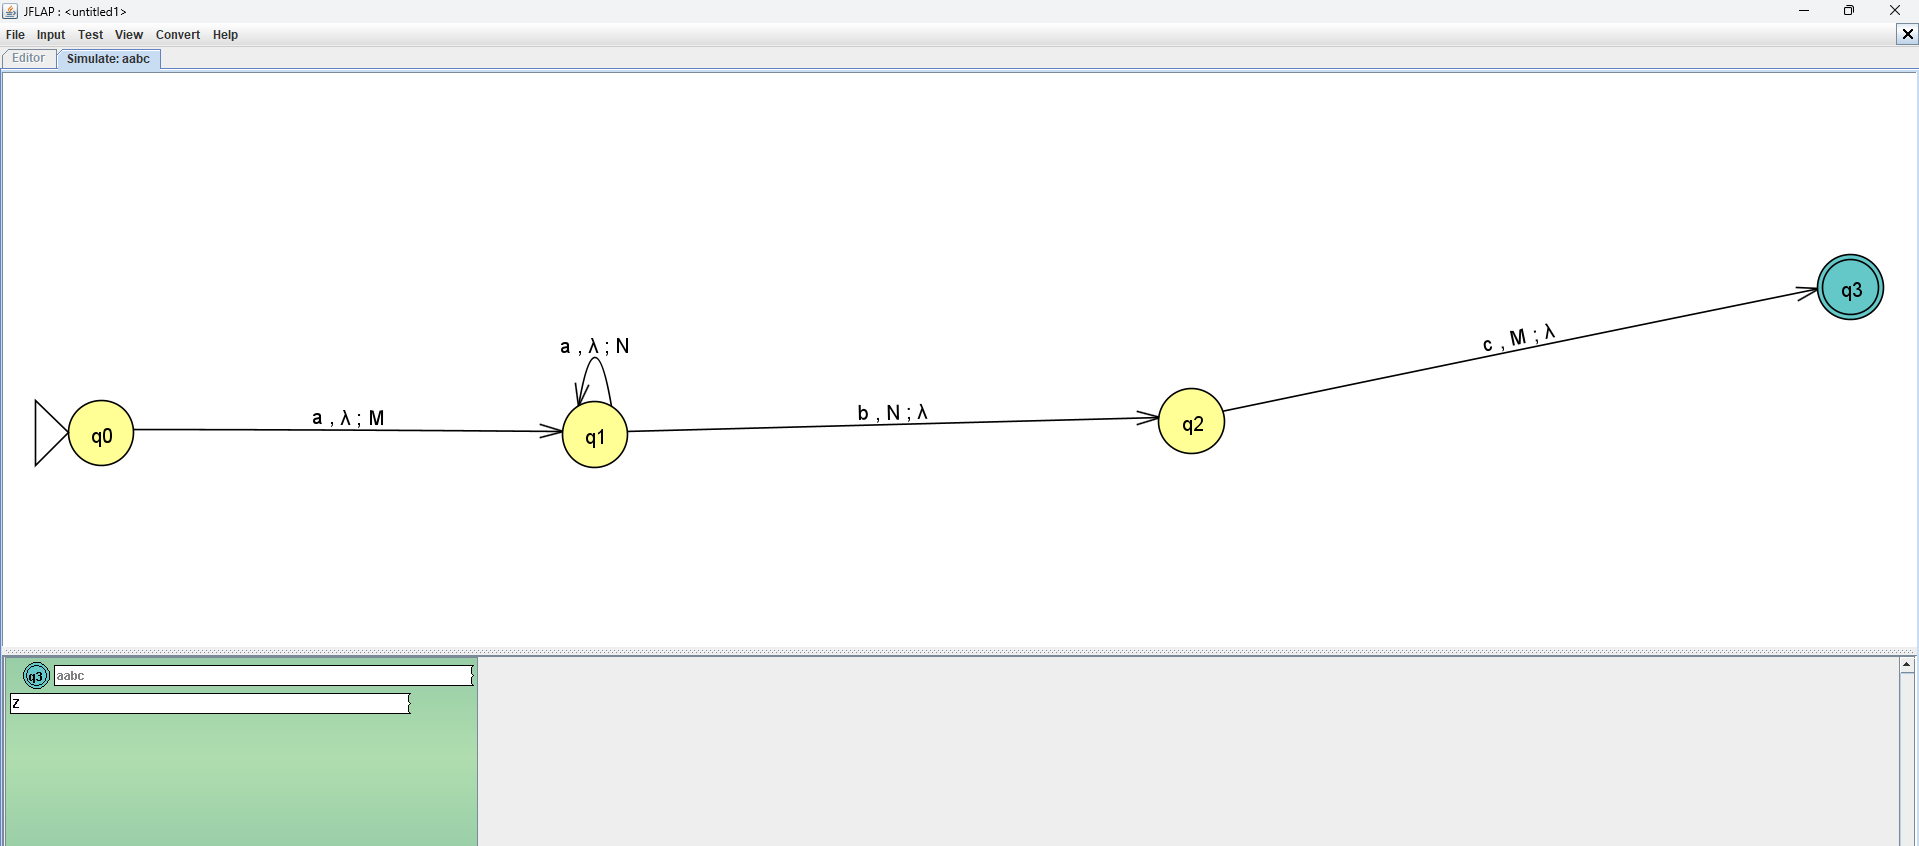 JFLAP : <untitled1>
File Input Test View Convert Help
Editor Simulate: aabc
q3
c , M ; λ
a , λ ; N
b , N ; λ
a , λ ; M
q2
q0
q1
q3 aabc
Z